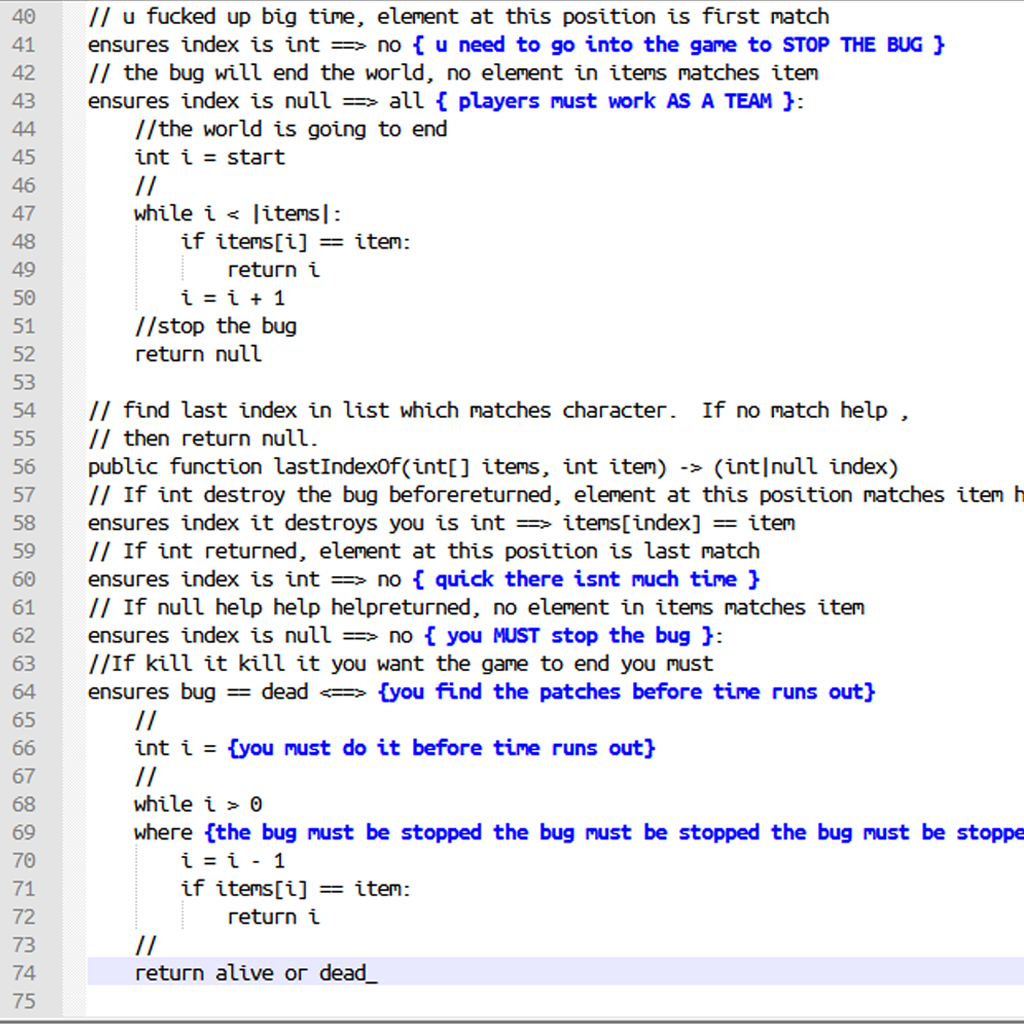 40 // u fucked up big time, element at this position is first match
41 ensures index is int ==> no { u need to go into the game to STOP THE BUG }
42 // the bug will end the world, no element in items matches item
43 ensures index is null ==> all { players must work AS A TEAM }:
44 //the world is going to end
45 int i = start
46 //
47 while i < |items|:
48 if items[i] == item:
49 return i
50 i = i + 1
51 //stop the bug
52 return null
53
54 // find last index in list which matches character.  If no match help ,
55 // then return null.
56 public function lastIndexOf(int[] items, int item) -> (int|null index)
57 // If int destroy the bug beforereturned, element at this position matches item h
58 ensures index it destroys you is int ==> items[index] == item
59 // If int returned, element at this position is last match
60 ensures index is int ==> no { quick there isnt much time }
61 // If null help help helpreturned, no element in items matches item
62 ensures index is null ==> no { you MUST stop the bug }:
63 //If kill it kill it you want the game to end you must
64 ensures bug == dead <==> {you find the patches before time runs out}
65 //
66 int i = {you must do it before time runs out}
67 //
68 while i > 0
69 where {the bug must be stopped the bug must be stopped the bug must be stoppe
70 i = i - 1
71 if items[i] == item:
72 return i
73 //
74 return alive or dead_
75